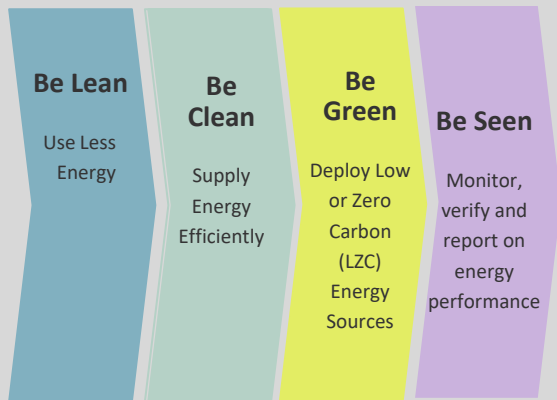 Be Lean
Use Less
Energy
Be
Clean
Supply
Energy
Efficiently
Be
Green
Deploy Low
or Zero
Carbon
(LZC)
Energy
Sources
Be Seen
Monitor,
verify and
report on
energy
performance